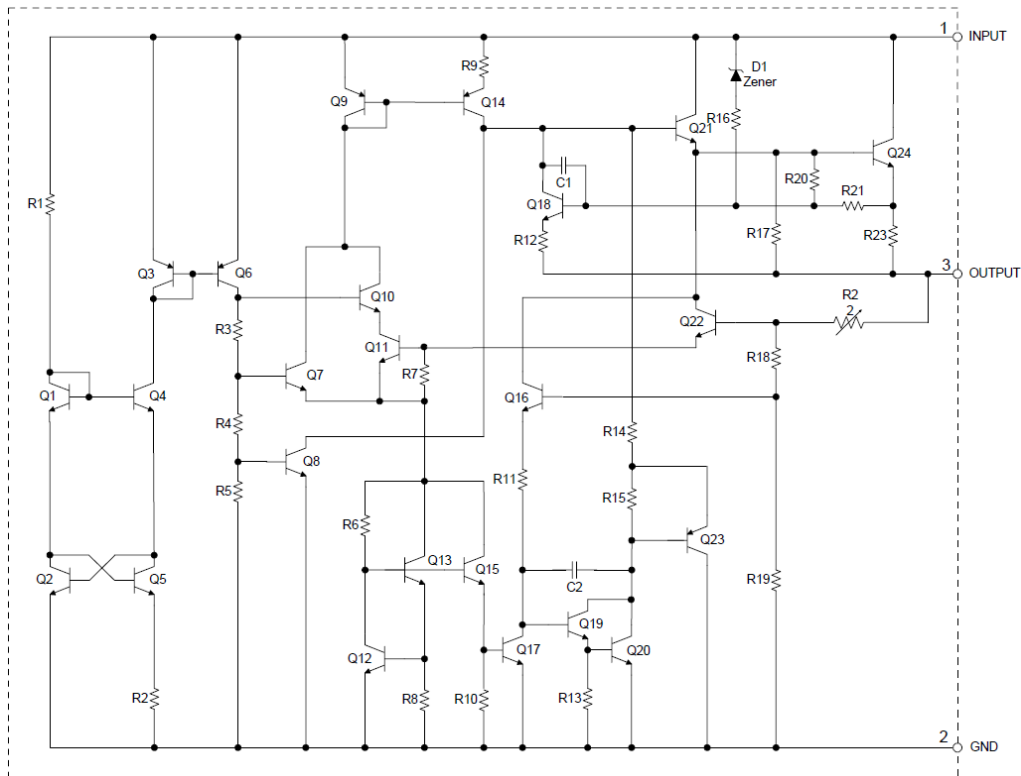 1 INPUT
R9
D1
Zener
Q9
Q14
R16
Q21
Q24
C1
R20
R21
R1
Q18
R12
R17
R23
Q3
Q6
3 OUTPUT
Q10
R2
2
R3
Q22
Q11
R7
R18
Q7
Q1
Q4
Q16
R4
R14
Q8
R11
R5
R15
R6
Q23
Q13
Q15
Q2
Q5
C2
R19
Q19
Q12
Q17
Q20
R2
R8
R10
R13
2 GND